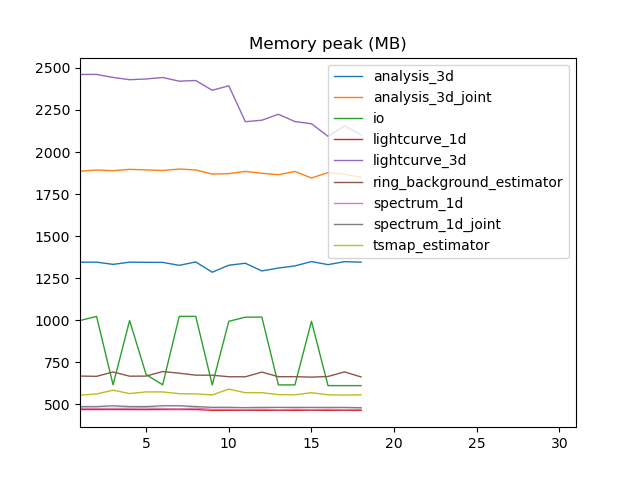 Memory peak (MB)
2500
2250
2000
1750
1500
1250
1000
750
500
5
10
15
20
25
30
analysis_3d
analysis_3d_joint
io
lightcurve_1d
lightcurve_3d
ring_background_estimator
spectrum_1d
spectrum_1d_joint
tsmap_estimator